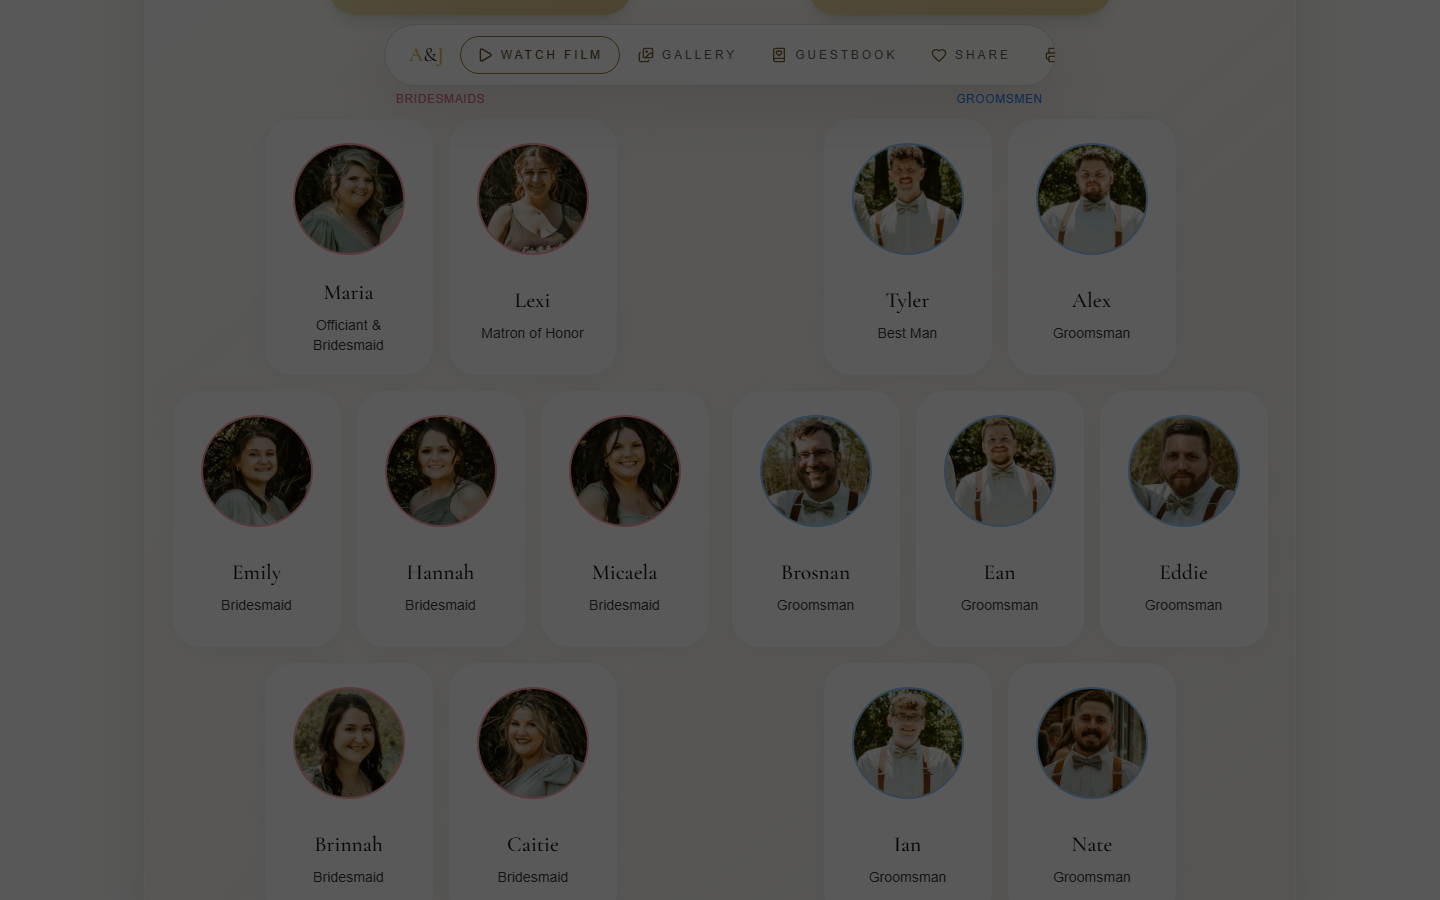 A&J
WATCH FILM
GALLERY
GUESTBOOK
SHARE
BRIDESMAIDS
GROOMSMEN
Maria
Officiant &
Bridesmaid
Lexi
Matron of Honor
Tyler
Best Man
Alex
Groomsman
Emily
Bridesmaid
Hannah
Bridesmaid
Micaela
Bridesmaid
Brosnan
Groomsman
Ean
Groomsman
Eddie
Groomsman
Brinnah
Bridesmaid
Caitie
Bridesmaid
Ian
Groomsman
Nate
Groomsman